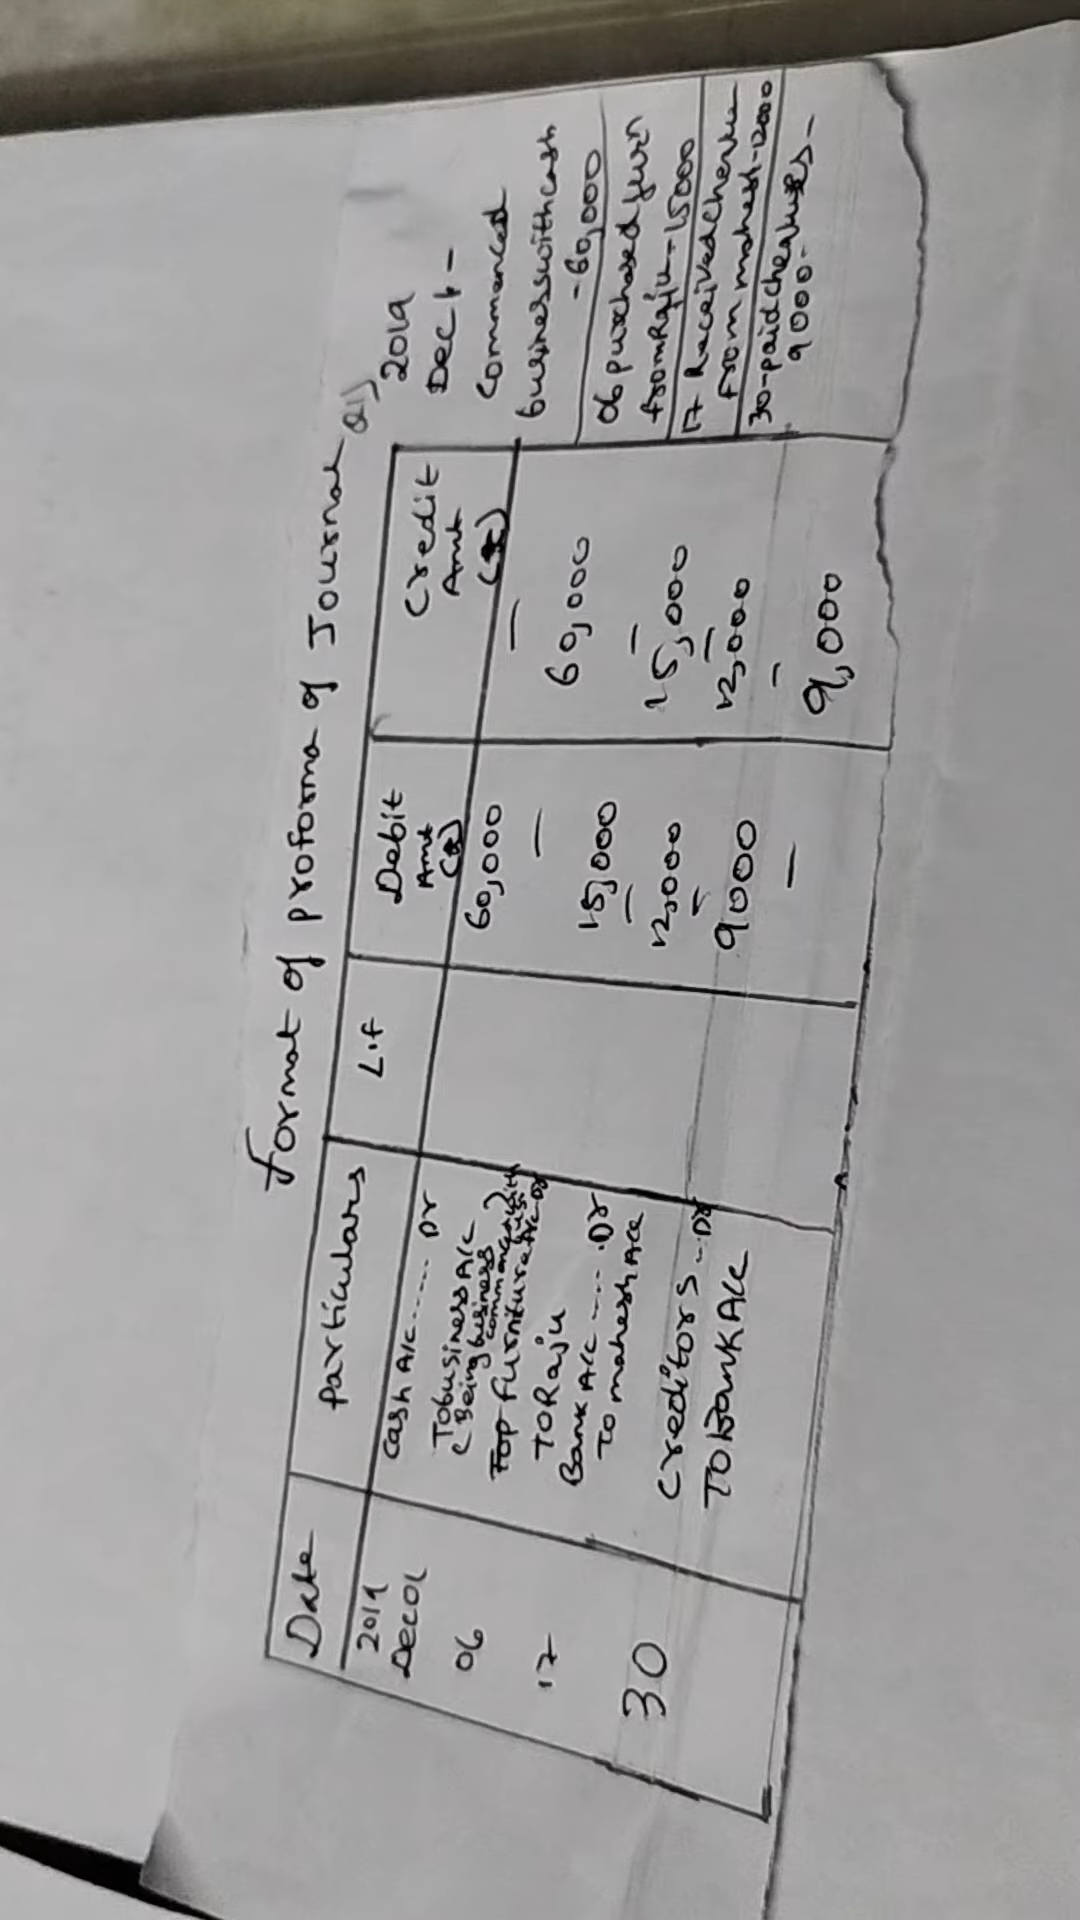 Format of proforma of Journal
Date
Particulars
L.f
Debit
Amt
(₹)
Credit
Amt
(₹)
2019
Dec 01
Cash A/c ...... Dr
60,000
—
To business A/c
—
60,000
(Being business
commencing with
06
Furniture A/c Dr
15,000
—
To Raju
—
15,000
17
Bank A/c .... Dr
12,000
—
To mahesh A/c
—
12,000
30
Creditors ... Dr
9000
—
To bank A/c
—
9,000
Q1)
2019
Dec 1 -
Commenced
business with cash
- 60,000
06 purchased furn
from Raju - 15000
17 Received cheque
from mahesh - 12000
30 - paid
9000 -